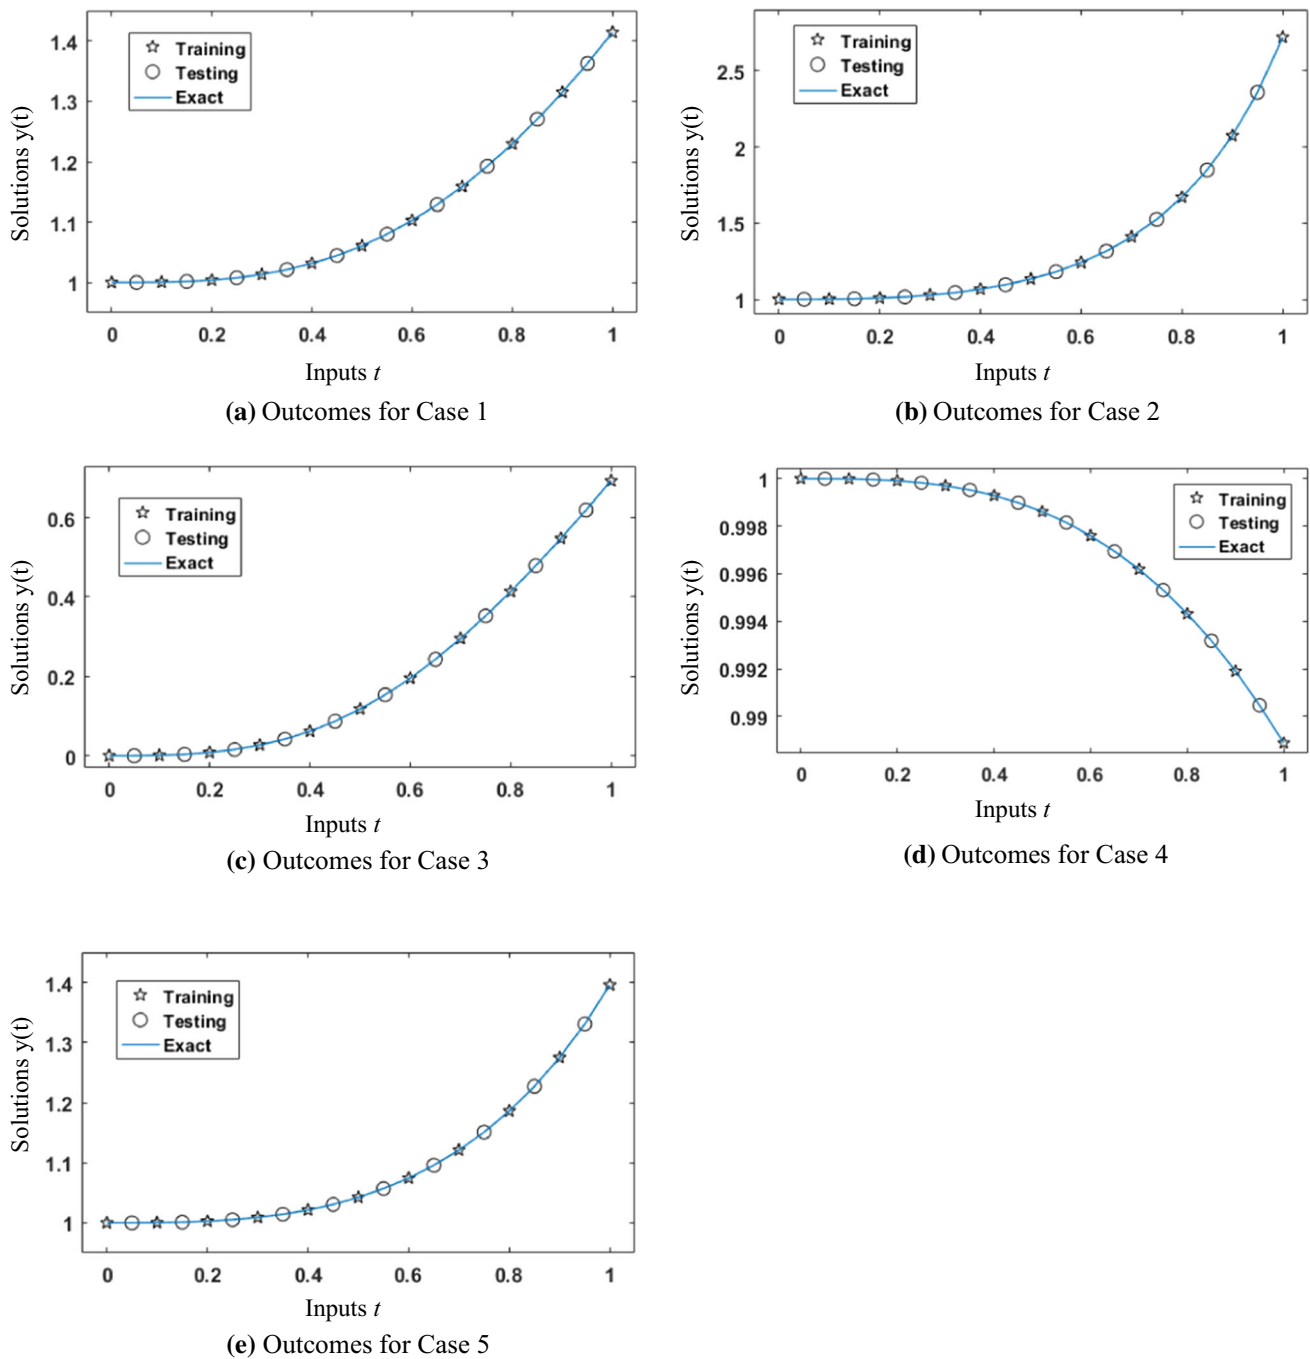 1.4
1.3
1.2
1.1
1
Solutions y(t)
Training
Testing
Exact
0 0.2 0.4 0.6 0.8 1
Inputs t
(a) Outcomes for Case 1
2.5
2
1.5
1
Solutions y(t)
Training
Testing
Exact
0 0.2 0.4 0.6 0.8 1
Inputs t
(b) Outcomes for Case 2
0.6
0.4
0.2
0
Solutions y(t)
Training
Testing
Exact
0 0.2 0.4 0.6 0.8 1
Inputs t
(c) Outcomes for Case 3
1
0.998
0.996
0.994
0.992
0.99
Solutions y(t)
Training
Testing
Exact
0 0.2 0.4 0.6 0.8 1
Inputs t
(d) Outcomes for Case 4
1.4
1.3
1.2
1.1
1
Solutions y(t)
Training
Testing
Exact
0 0.2 0.4 0.6 0.8 1
Inputs t
(e) Outcomes for Case 5